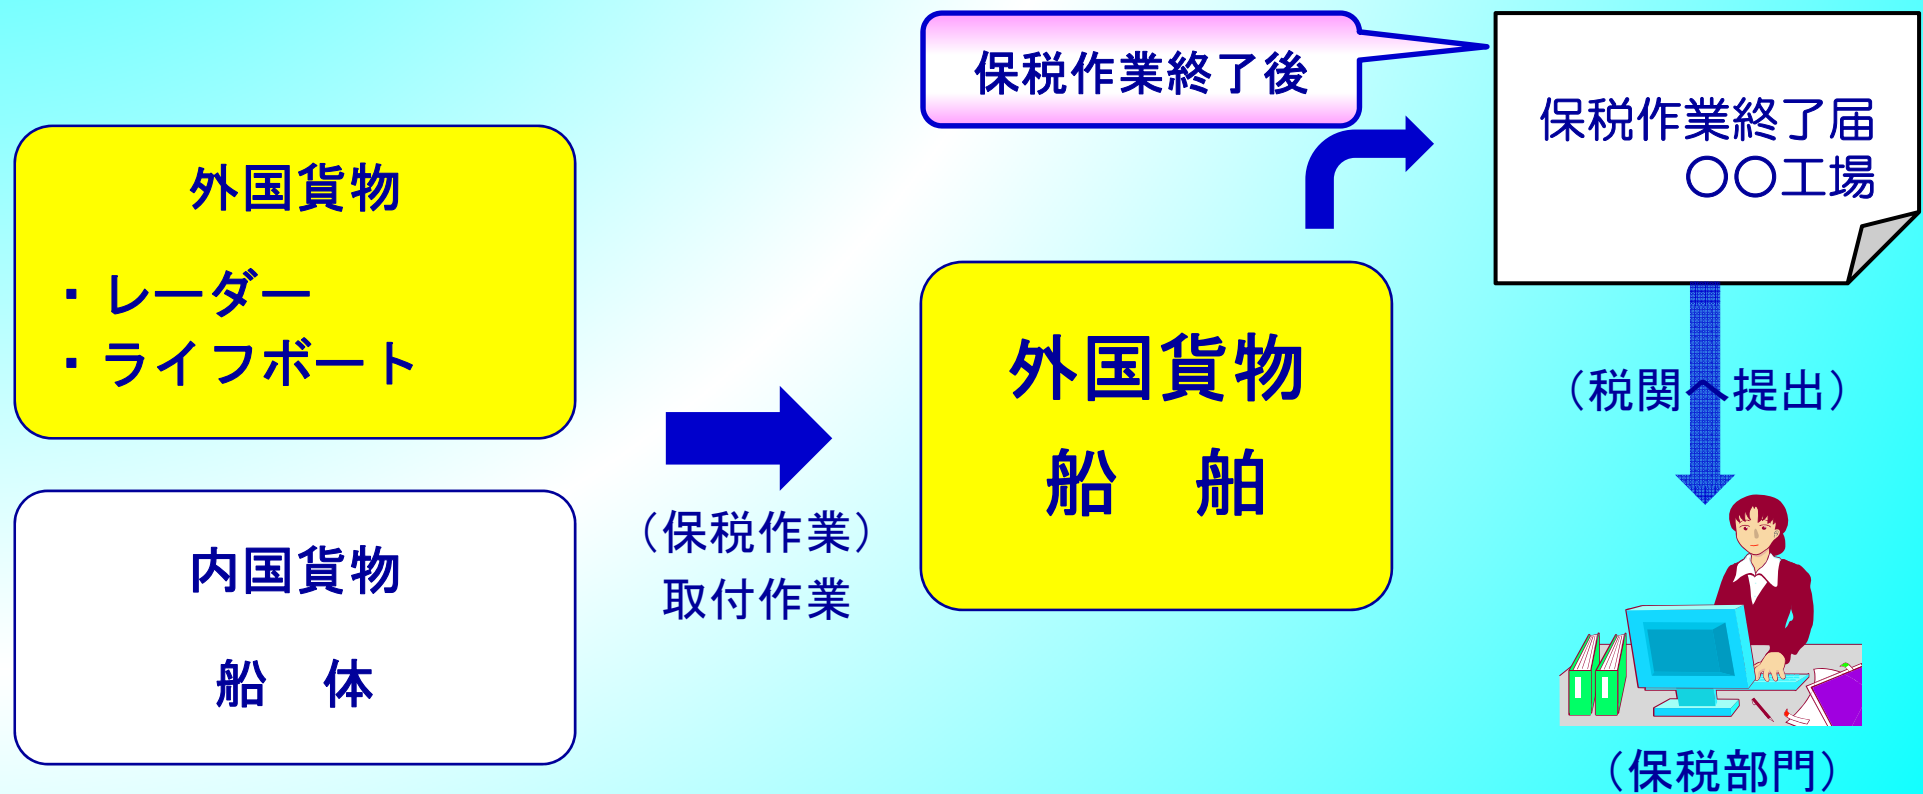 外国貨物
・レーダー
・ライフボート
内国貨物
船　体
（保税作業）
取付作業
外国貨物
船　舶
保税作業終了後
保税作業終了届
○○工場
（税関へ提出）
（保税部門）